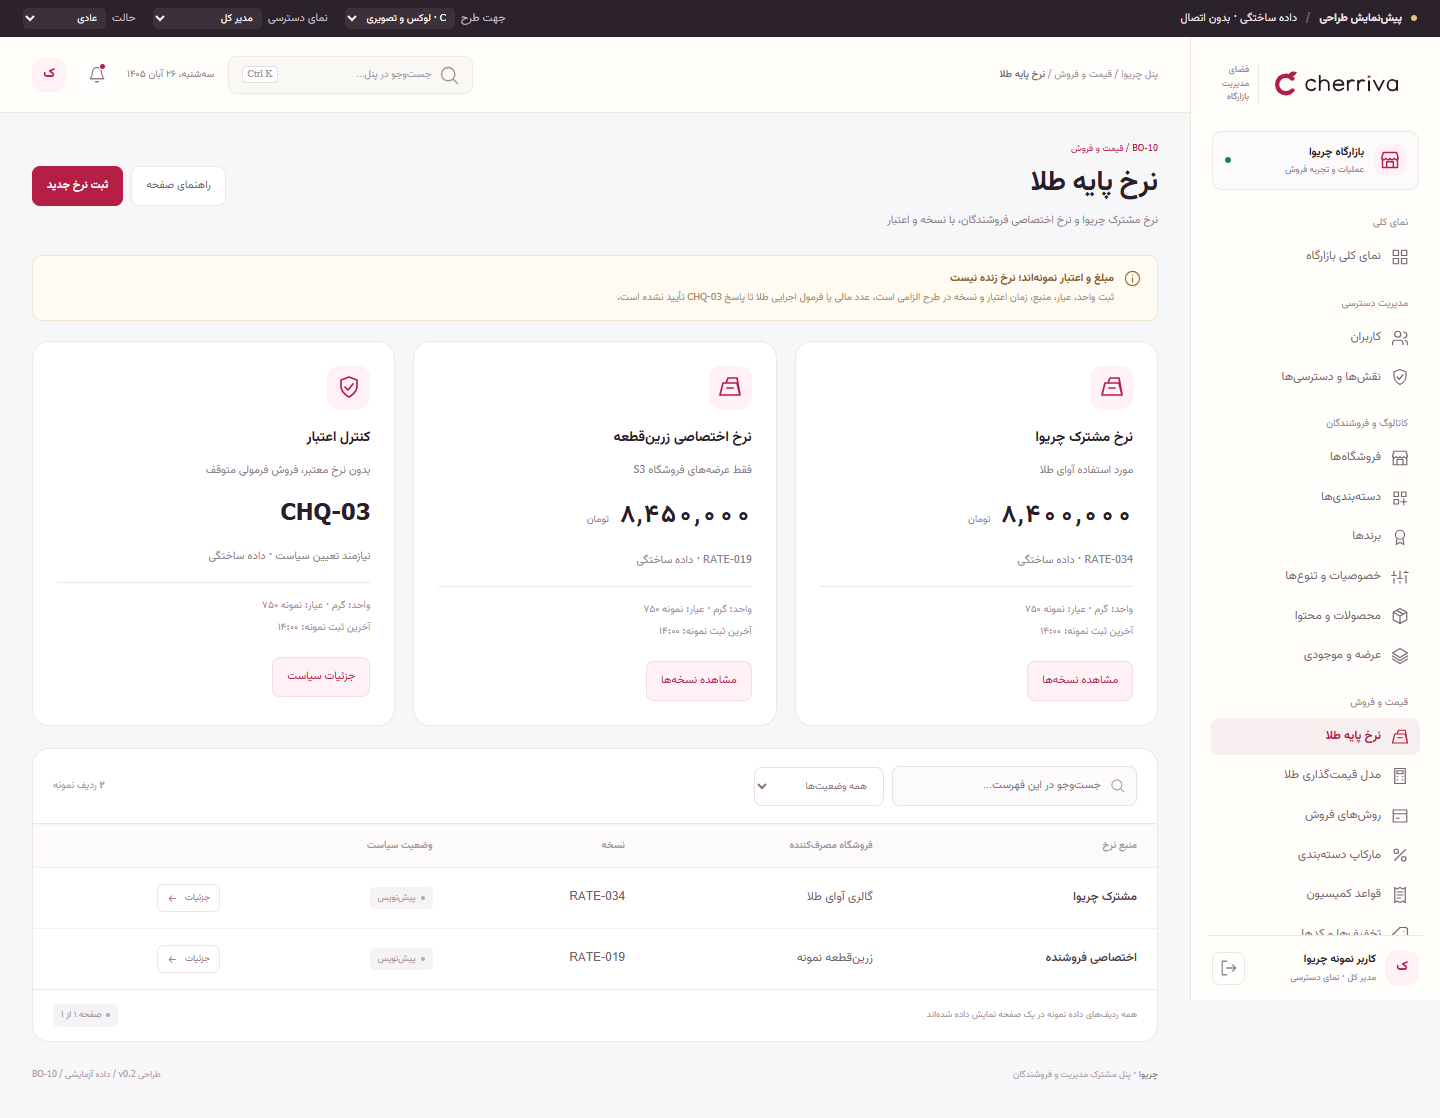 پیش‌نمایش طراحی / داده ساختگی · بدون اتصال
جهت طرح
C · لوکس و تصویری
نمای دسترسی
مدیر کل
حالت
عادی
cherriva
فضای
مدیریت
بازارگاه
پنل چریوا / قیمت و فروش / نرخ پایه طلا
جست‌وجو در پنل...
Ctrl K
سه‌شنبه، ۲۶ آبان ۱۴۰۵
ک
بازارگاه چریوا
عملیات و تجربه فروش
نمای کلی
نمای کلی بازارگاه
مدیریت دسترسی
کاربران
نقش‌ها و دسترسی‌ها
کاتالوگ و فروشندگان
فروشگاه‌ها
دسته‌بندی‌ها
برندها
خصوصیات و تنوع‌ها
محصولات و محتوا
عرضه و موجودی
قیمت و فروش
نرخ پایه طلا
مدل قیمت‌گذاری طلا
روش‌های فروش
مارکاپ دسته‌بندی
قواعد کمیسیون
تخفیف‌ها و کدها
ک
کاربر نمونه چریوا
مدیر کل · نمای دسترسی
BO-10 / قیمت و فروش
نرخ پایه طلا
نرخ مشترک چریوا و نرخ اختصاصی فروشندگان، با نسخه و اعتبار
راهنمای صفحه
ثبت نرخ جدید
مبلغ و اعتبار نمونه‌اند؛ نرخ زنده نیست
ثبت واحد، عیار، منبع، زمان اعتبار و نسخه در طرح الزامی است. عدد مالی یا فرمول اجرایی طلا تا پاسخ CHQ-03 تأیید نشده است.
نرخ مشترک چریوا
مورد استفاده آوای طلا
۸,۴۰۰,۰۰۰ تومان
RATE-034 · داده ساختگی
واحد: گرم · عیار: نمونه ۷۵۰
آخرین ثبت نمونه: ۱۴:۰۰
مشاهده نسخه‌ها
نرخ اختصاصی زرین‌قطعه
فقط عرضه‌های فروشگاه S3
۸,۴۵۰,۰۰۰ تومان
RATE-019 · داده ساختگی
واحد: گرم · عیار: نمونه ۷۵۰
آخرین ثبت نمونه: ۱۴:۰۰
مشاهده نسخه‌ها
کنترل اعتبار
بدون نرخ معتبر، فروش فرمولی متوقف
CHQ-03
نیازمند تعیین سیاست · داده ساختگی
واحد: گرم · عیار: نمونه ۷۵۰
آخرین ثبت نمونه: ۱۴:۰۰
جزئیات سیاست
جست‌وجو در این فهرست...
همه وضعیت‌ها
۲ ردیف نمونه
منبع نرخ فروشگاه مصرف‌کننده نسخه وضعیت سیاست
مشترک چریوا گالری آوای طلا RATE-034 پیش‌نویس جزئیات ←
اختصاصی فروشنده زرین‌قطعه نمونه RATE-019 پیش‌نویس جزئیات ←
همه ردیف‌های داده نمونه در یک صفحه نمایش داده شده‌اند
صفحه ۱ از ۱
چریوا · پنل مشترک مدیریت و فروشندگان
طراحی v0.2 / داده آزمایشی / BO-10